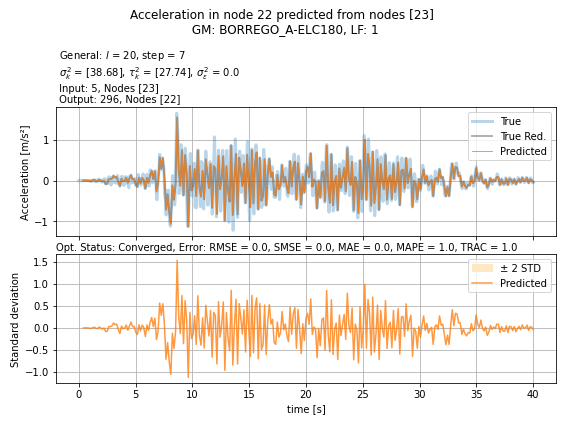 Acceleration in node 22 predicted from nodes [23]
GM: BORREGO_A-ELC180, LF: 1
General: l = 20, step = 7
σ²ₖ = [38.68], τ²ₖ = [27.74], σ²ε = 0.0
Input: 5, Nodes [23]
Output: 296, Nodes [22]
Acceleration [m/s²]
1
0
−1
True
True Red.
Predicted
Opt. Status: Converged, Error: RMSE = 0.0, SMSE = 0.0, MAE = 0.0, MAPE = 1.0, TRAC = 1.0
Standard deviation
1.5
1.0
0.5
0.0
−0.5
−1.0
± 2 STD
Predicted
0 5 10 15 20 25 30 35 40
time [s]